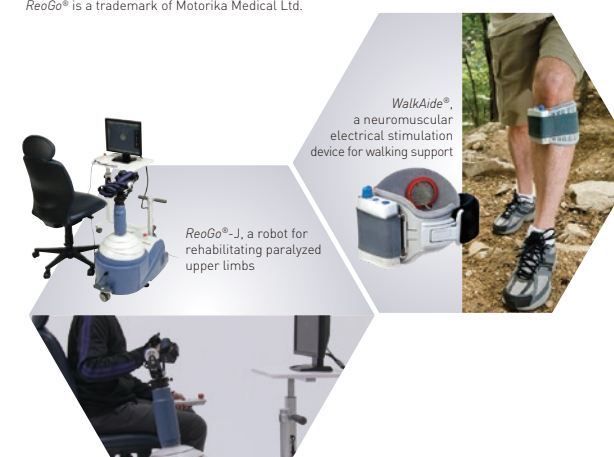 ReoGo® is a trademark of Motorika Medical Ltd.
WalkAide®,
a neuromuscular
electrical stimulation
device for walking support
ReoGo®-J, a robot for
rehabilitating paralyzed
upper limbs